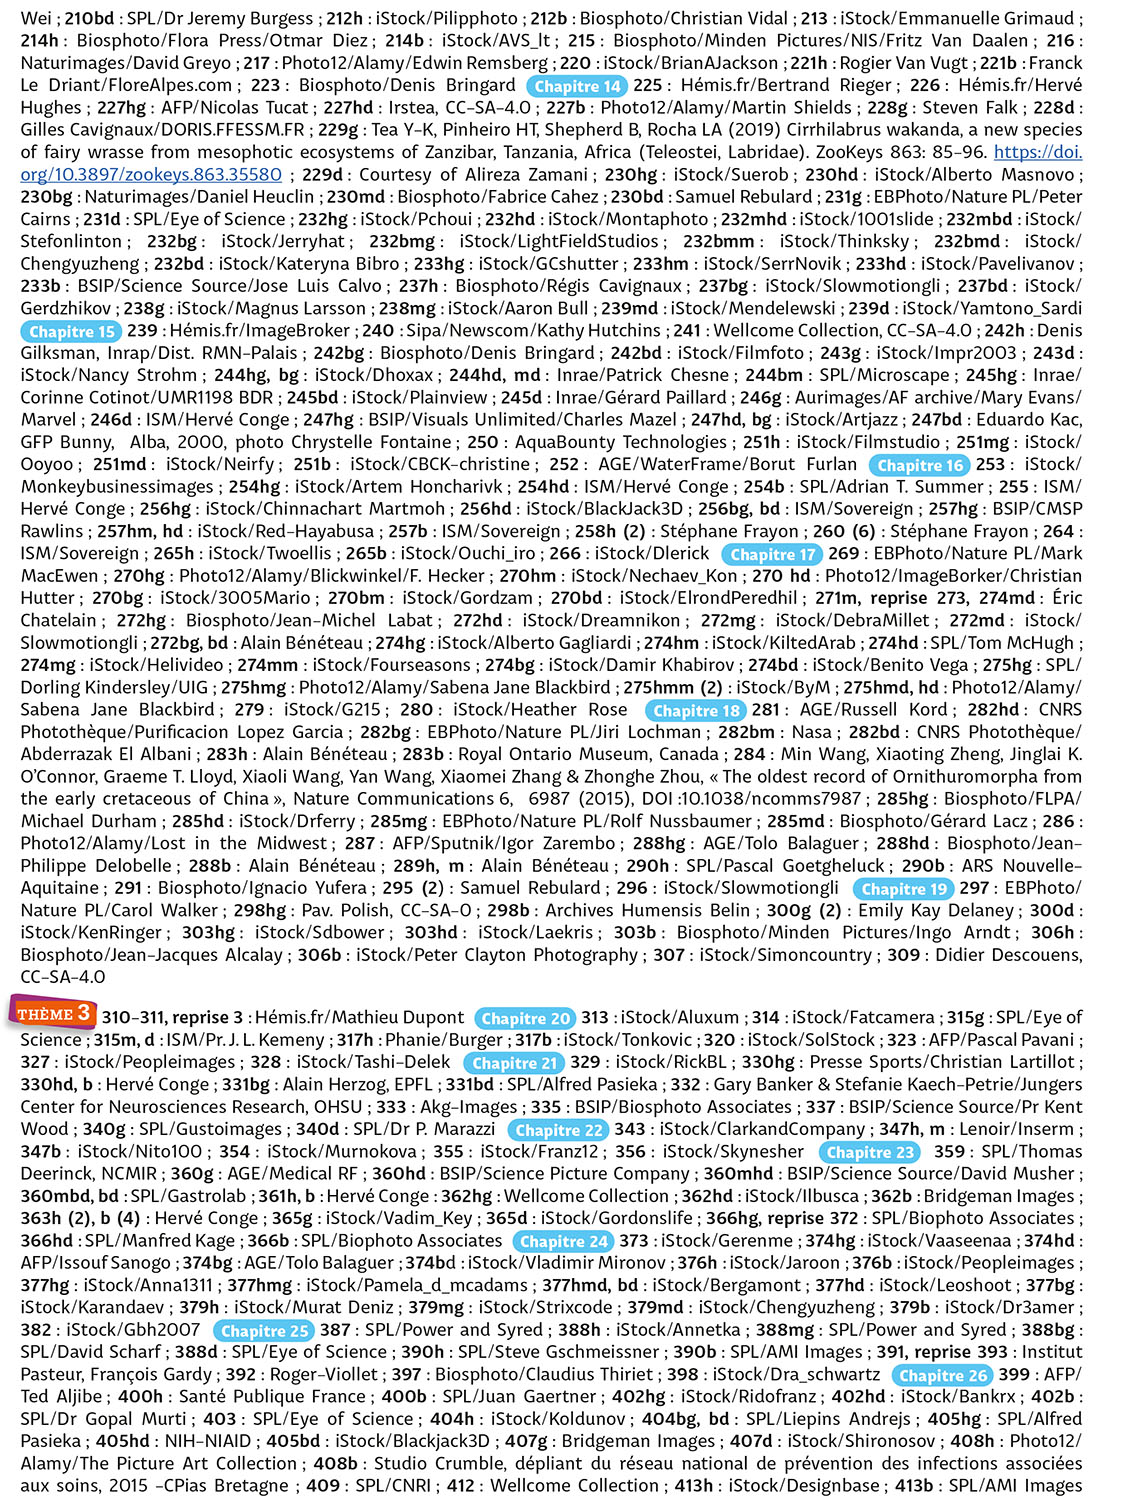 Wei ; 210bd : SPL/Dr Jeremy Burgess ; 212h : iStock/Pilipphoto ; 212b : Biosphoto/Christian Vidal ; 213 : iStock/Emmanuelle Grimaud ;
214h : Biosphoto/Flora Press/Otmar Diez ; 214b : iStock/AVS_lt ; 215 : Biosphoto/Minden Pictures/NIS/Fritz Van Daalen ; 216 :
Naturimages/David Greyo ; 217 : Photo12/Alamy/Edwin Remsberg ; 220 : iStock/BrianAJackson ; 221h : Rogier Van Vugt ; 221b : Franck
Le Driant/FloreAlpes.com ; 223 : Biosphoto/Denis Bringard Chapitre 14 225 : Hémis.fr/Bertrand Rieger ; 226 : Hémis.fr/Hervé
Hughes ; 227hg : AFP/Nicolas Tucat ; 227hd : Irstea, CC-SA-4.0 ; 227b : Photo12/Alamy/Martin Shields ; 228g : Steven Falk ; 228d :
Gilles Cavignaux/DORIS.FFESSM.FR ; 229g : Tea Y-K, Pinheiro HT, Shepherd B, Rocha LA (2019) Cirrhilabrus wakanda, a new species
of fairy wrasse from mesophotic ecosystems of Zanzibar, Tanzania, Africa (Teleostei, Labridae). ZooKeys 863: 85-96. https://doi.
org/10.3897/zookeys.863.35580 ; 229d : Courtesy of Alireza Zamani ; 230hg : iStock/Suerob ; 230hd : iStock/Alberto Masnovo ;
230bg : Naturimages/Daniel Heuclin ; 230md : Biosphoto/Fabrice Cahez ; 230bd : Samuel Rebulard ; 231g : EBPhoto/Nature PL/Peter
Cairns ; 231d : SPL/Eye of Science ; 232hg : iStock/Pchoui ; 232hd : iStock/Montaphoto ; 232mhd : iStock/1001slide ; 232mbd : iStock/
Stefonlinton ; 232bg : iStock/Jerryhat ; 232bmg : iStock/LightFieldStudios ; 232bmm : iStock/Thinksky ; 232bmd : iStock/
Chengyuzheng ; 232bd : iStock/Kateryna Bibro ; 233hg : iStock/GCshutter ; 233hm : iStock/SerrNovik ; 233hd : iStock/Pavelivanov ;
233b : BSIP/Science Source/Jose Luis Calvo ; 237h : Biosphoto/Régis Cavignaux ; 237bg : iStock/Slowmotiongli ; 237bd : iStock/
Gerdzhikov ; 238g : iStock/Magnus Larsson ; 238mg : iStock/Aaron Bull ; 239md : iStock/Mendelewski ; 239d : iStock/Yamtono_Sardi
Chapitre 15 239 : Hémis.fr/ImageBroker ; 240 : Sipa/Newscom/Kathy Hutchins ; 241 : Wellcome Collection, CC-SA-4.0 ; 242h : Denis
Gilksman, Inrap/Dist. RMN-Palais ; 242bg : Biosphoto/Denis Bringard ; 242bd : iStock/Filmfoto ; 243g : iStock/Impr2003 ; 243d :
iStock/Nancy Strohm ; 244hg, bg : iStock/Dhoxax ; 244hd, md : Inrae/Patrick Chesne ; 244bm : SPL/Microscape ; 245hg : Inrae/
Corinne Cotinot/UMR1198 BDR ; 245bd : iStock/Plainview ; 245d : Inrae/Gérard Paillard ; 246g : Aurimages/AF archive/Mary Evans/
Marvel ; 246d : ISM/Hervé Conge ; 247hg : BSIP/Visuals Unlimited/Charles Mazel ; 247hd, bg : iStock/Artjazz ; 247bd : Eduardo Kac,
GFP Bunny, Alba, 2000, photo Chrystelle Fontaine ; 250 : AquaBounty Technologies ; 251h : iStock/Filmstudio ; 251mg : iStock/
Ooyoo ; 251md : iStock/Neirfy ; 251b : iStock/CBCK-christine ; 252 : AGE/WaterFrame/Borut Furlan Chapitre 16 253 : iStock/
Monkeybusinessimages ; 254hg : iStock/Artem Honcharivk ; 254hd : ISM/Hervé Conge ; 254b : SPL/Adrian T. Summer ; 255 : ISM/
Hervé Conge ; 256hg : iStock/Chinnachart Martmoh ; 256hd : iStock/BlackJack3D ; 256bg, bd : ISM/Sovereign ; 257hg : BSIP/CMSP
Rawlins ; 257hm, hd : iStock/Red-Hayabusa ; 257b : ISM/Sovereign ; 258h (2) : Stéphane Frayon ; 260 (6) : Stéphane Frayon ; 264 :
ISM/Sovereign ; 265h : iStock/Twoellis ; 265b : iStock/Ouchi_iro ; 266 : iStock/Dlerick Chapitre 17 269 : EBPhoto/Nature PL/Mark
MacEwen ; 270hg : Photo12/Alamy/Blickwinkel/F. Hecker ; 270hm : iStock/Nechaev_Kon ; 270 hd : Photo12/ImageBorker/Christian
Hutter ; 270bg : iStock/3005Mario ; 270bm : iStock/Gordzam ; 270bd : iStock/ElrondPeredhil ; 271m, reprise 273, 274md : Éric
Chatelain ; 272hg : Biosphoto/Jean-Michel Labat ; 272hd : iStock/Dreamnikon ; 272mg : iStock/DebraMillet ; 272md : iStock/
Slowmotiongli ; 272bg, bd : Alain Bénéteau ; 274hg : iStock/Alberto Gagliardi ; 274hm : iStock/KiltedArab ; 274hd : SPL/Tom McHugh ;
274mg : iStock/Helivideo ; 274mm : iStock/Fourseasons ; 274bg : iStock/Damir Khabirov ; 274bd : iStock/Benito Vega ; 275hg : SPL/
Dorling Kindersley/UIG ; 275hmg : Photo12/Alamy/Sabena Jane Blackbird ; 275hmm (2) : iStock/ByM ; 275hmd, hd : Photo12/Alamy/
Sabena Jane Blackbird ; 279 : iStock/G215 ; 280 : iStock/Heather Rose Chapitre 18 281 : AGE/Russell Kord ; 282hd : CNRS
Photothèque/Purificacion Lopez Garcia ; 282bg : EBPhoto/Nature PL/Jiri Lochman ; 282bm : Nasa ; 282bd : CNRS Photothèque/
Abderrazak El Albani ; 283h : Alain Bénéteau ; 283b : Royal Ontario Museum, Canada ; 284 : Min Wang, Xiaoting Zheng, Jinglai K.
O'Connor, Graeme T. Lloyd, Xiaoli Wang, Yan Wang, Xiaomei Zhang & Zhonghe Zhou, « The oldest record of Ornithuromorpha from
the early cretaceous of China », Nature Communications 6, 6987 (2015), DOI :10.1038/ncomms7987 ; 285hg : Biosphoto/FLPA/
Michael Durham ; 285hd : iStock/Drferry ; 285mg : EBPhoto/Nature PL/Rolf Nussbaumer ; 285md : Biosphoto/Gérard Lacz ; 286 :
Photo12/Alamy/Lost in the Midwest ; 287 : AFP/Sputnik/Igor Zarembo ; 288hg : AGE/Tolo Balaguer ; 288hd : Biosphoto/Jean-
Philippe Delobelle ; 288b : Alain Bénéteau ; 289h, m : Alain Bénéteau ; 290h : SPL/Pascal Goetgheluck ; 290b : ARS Nouvelle-
Aquitaine ; 291 : Biosphoto/Ignacio Yufera ; 295 (2) : Samuel Rebulard ; 296 : iStock/Slowmotiongli Chapitre 19 297 : EBPhoto/
Nature PL/Carol Walker ; 298hg : Pav. Polish, CC-SA-0 ; 298b : Archives Humensis Belin ; 300g (2) : Emily Kay Delaney ; 300d :
iStock/KenRinger ; 303hg : iStock/Sdbower ; 303hd : iStock/Laekris ; 303b : Biosphoto/Minden Pictures/Ingo Arndt ; 306h :
Biosphoto/Jean-Jacques Alcalay ; 306b : iStock/Peter Clayton Photography ; 307 : iStock/Simoncountry ; 309 : Didier Descouens,
CC-SA-4.0
THÈME 3 310-311, reprise 3 : Hémis.fr/Mathieu Dupont Chapitre 20 313 : iStock/Aluxum ; 314 : iStock/Fatcamera ; 315g : SPL/Eye of
Science ; 315m, d : ISM/Pr. J. L. Kemeny ; 317h : Phanie/Burger ; 317b : iStock/Tonkovic ; 320 : iStock/SolStock ; 323 : AFP/Pascal Pavani ;
327 : iStock/Peopleimages ; 328 : iStock/Tashi-Delek Chapitre 21 329 : iStock/RickBL ; 330hg : Presse Sports/Christian Lartillot ;
330hd, b : Hervé Conge ; 331bg : Alain Herzog, EPFL ; 331bd : SPL/Alfred Pasieka ; 332 : Gary Banker & Stefanie Kaech-Petrie/Jungers
Center for Neurosciences Research, OHSU ; 333 : Akg-Images ; 335 : BSIP/Biosphoto Associates ; 337 : BSIP/Science Source/Pr Kent
Wood ; 340g : SPL/Gustoimages ; 340d : SPL/Dr P. Marazzi Chapitre 22 343 : iStock/ClarkandCompany ; 347h, m : Lenoir/Inserm ;
347b : iStock/Nito100 ; 354 : iStock/Murnokova ; 355 : iStock/Franz12 ; 356 : iStock/Skynesher Chapitre 23 359 : SPL/Thomas
Deerinck, NCMIR ; 360g : AGE/Medical RF ; 360hd : BSIP/Science Picture Company ; 360mhd : BSIP/Science Source/David Musher ;
360mbd, bd : SPL/Gastrolab ; 361h, b : Hervé Conge : 362hg : Wellcome Collection ; 362hd : iStock/Ilbusca ; 362b : Bridgeman Images ;
363h (2), b (4) : Hervé Conge ; 365g : iStock/Vadim_Key ; 365d : iStock/Gordonslife ; 366hg, reprise 372 : SPL/Biophoto Associates ;
366hd : SPL/Manfred Kage ; 366b : SPL/Biophoto Associates Chapitre 24 373 : iStock/Gerenme ; 374hg : iStock/Vaaseenaa ; 374hd :
AFP/Issouf Sanogo ; 374bg : AGE/Tolo Balaguer ; 374bd : iStock/Vladimir Mironov ; 376h : iStock/Jaroon ; 376b : iStock/Peopleimages ;
377hg : iStock/Anna1311 ; 377hmg : iStock/Pamela_d_mcadams ; 377hmd, bd : iStock/Bergamont ; 377hd : iStock/Leoshoot ; 377bg :
iStock/Karandaev ; 379h : iStock/Murat Deniz ; 379mg : iStock/Strixcode ; 379md : iStock/Chengyuzheng ; 379b : iStock/Dr3amer ;
382 : iStock/Gbh2007 Chapitre 25 387 : SPL/Power and Syred ; 388h : iStock/Annetka ; 388mg : SPL/Power and Syred ; 388bg :
SPL/David Scharf ; 388d : SPL/Eye of Science ; 390h : SPL/Steve Gschmeissner ; 390b : SPL/AMI Images ; 391, reprise 393 : Institut
Pasteur, François Gardy ; 392 : Roger-Viollet ; 397 : Biosphoto/Claudius Thiriet ; 398 : iStock/Dra_schwartz Chapitre 26 399 : AFP/
Ted Aljibe ; 400h : Santé Publique France ; 400b : SPL/Juan Gaertner ; 402hg : iStock/Ridofranz ; 402hd : iStock/Bankrx ; 402b :
SPL/Dr Gopal Murti ; 403 : SPL/Eye of Science ; 404h : iStock/Koldunov ; 404bg, bd : SPL/Liepins Andrejs ; 405hg : SPL/Alfred
Pasieka ; 405hd : NIH-NIAID ; 405bd : iStock/Blackjack3D ; 407g : Bridgeman Images ; 407d : iStock/Shironosov ; 408h : Photo12/
Alamy/The Picture Art Collection ; 408b : Studio Crumble, dépliant du réseau national de prévention des infections associées
aux soins, 2015 -CPias Bretagne ; 409 : SPL/CNRI ; 412 : Wellcome Collection ; 413h : iStock/Designbase ; 413b : SPL/AMI Images